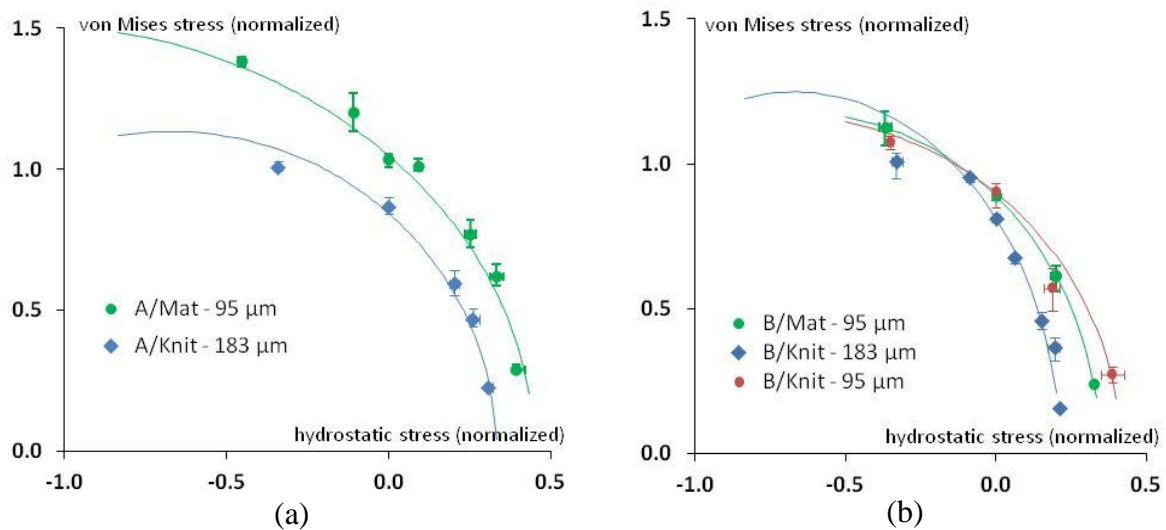 von Mises stress (normalized)
1.5
1.0
0.5
0.0
A/Mat - 95 µm
A/Knit - 183 µm
hydrostatic stress (normalized)
-1.0 -0.5 0.0 0.5
(a)
von Mises stress (normalized)
1.5
1.0
0.5
0.0
B/Mat - 95 µm
B/Knit - 183 µm
B/Knit - 95 µm
hydrostatic stress (normalized)
-1.0 -0.5 0.0 0.5
(b)